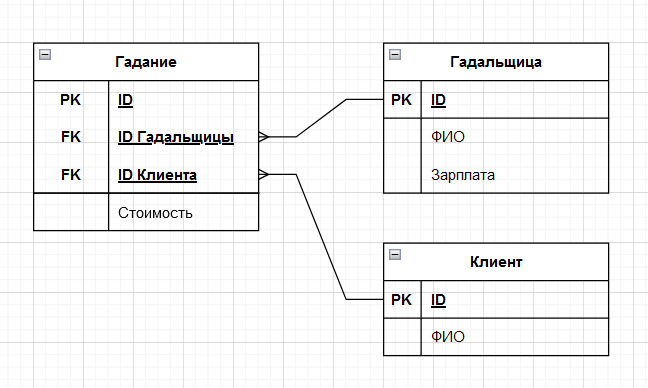 Гадание
PK ID
FK ID Гадальщицы
FK ID Клиента
Стоимость
Гадальщица
PK ID
ФИО
Зарплата
Клиент
PK ID
ФИО